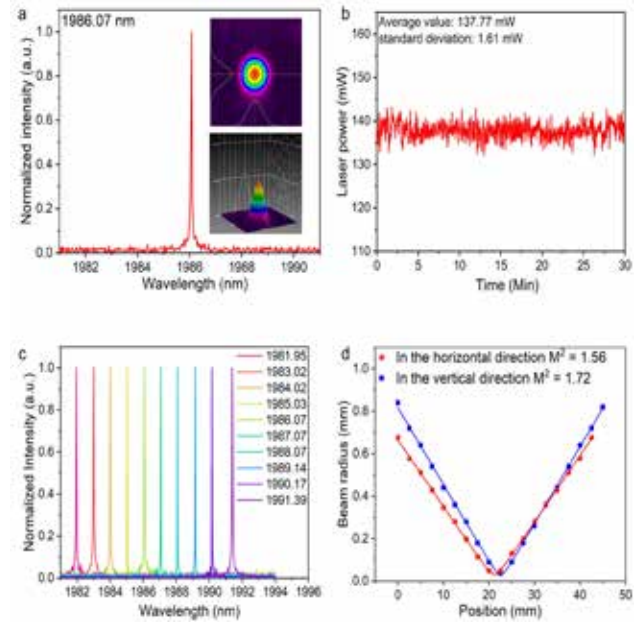 a
1986.07 nm
1.0
0.8
0.6
0.4
0.2
0.0
Normalized intensity (a.u.)
1982 1984 1986 1988 1990
Wavelength (nm)
b
Average value: 137.77 mW
standard deviation: 1.61 mW
160
150
140
130
120
110
Laser power (mW)
0 5 10 15 20 25 30
Time (Min)
c
1.0
0.8
0.6
0.4
0.2
0.0
Normalized Intensity (a.u.)
1981.95
1983.02
1984.02
1985.03
1986.07
1987.07
1988.07
1989.14
1990.17
1991.39
1982 1984 1986 1988 1990 1992 1994 1996
Wavelength (nm)
d
In the horizontal direction M² = 1.56
In the vertical direction M² = 1.72
1.0
0.8
0.6
0.4
0.2
0.0
Beam radius (mm)
0 10 20 30 40 50
Position (mm)